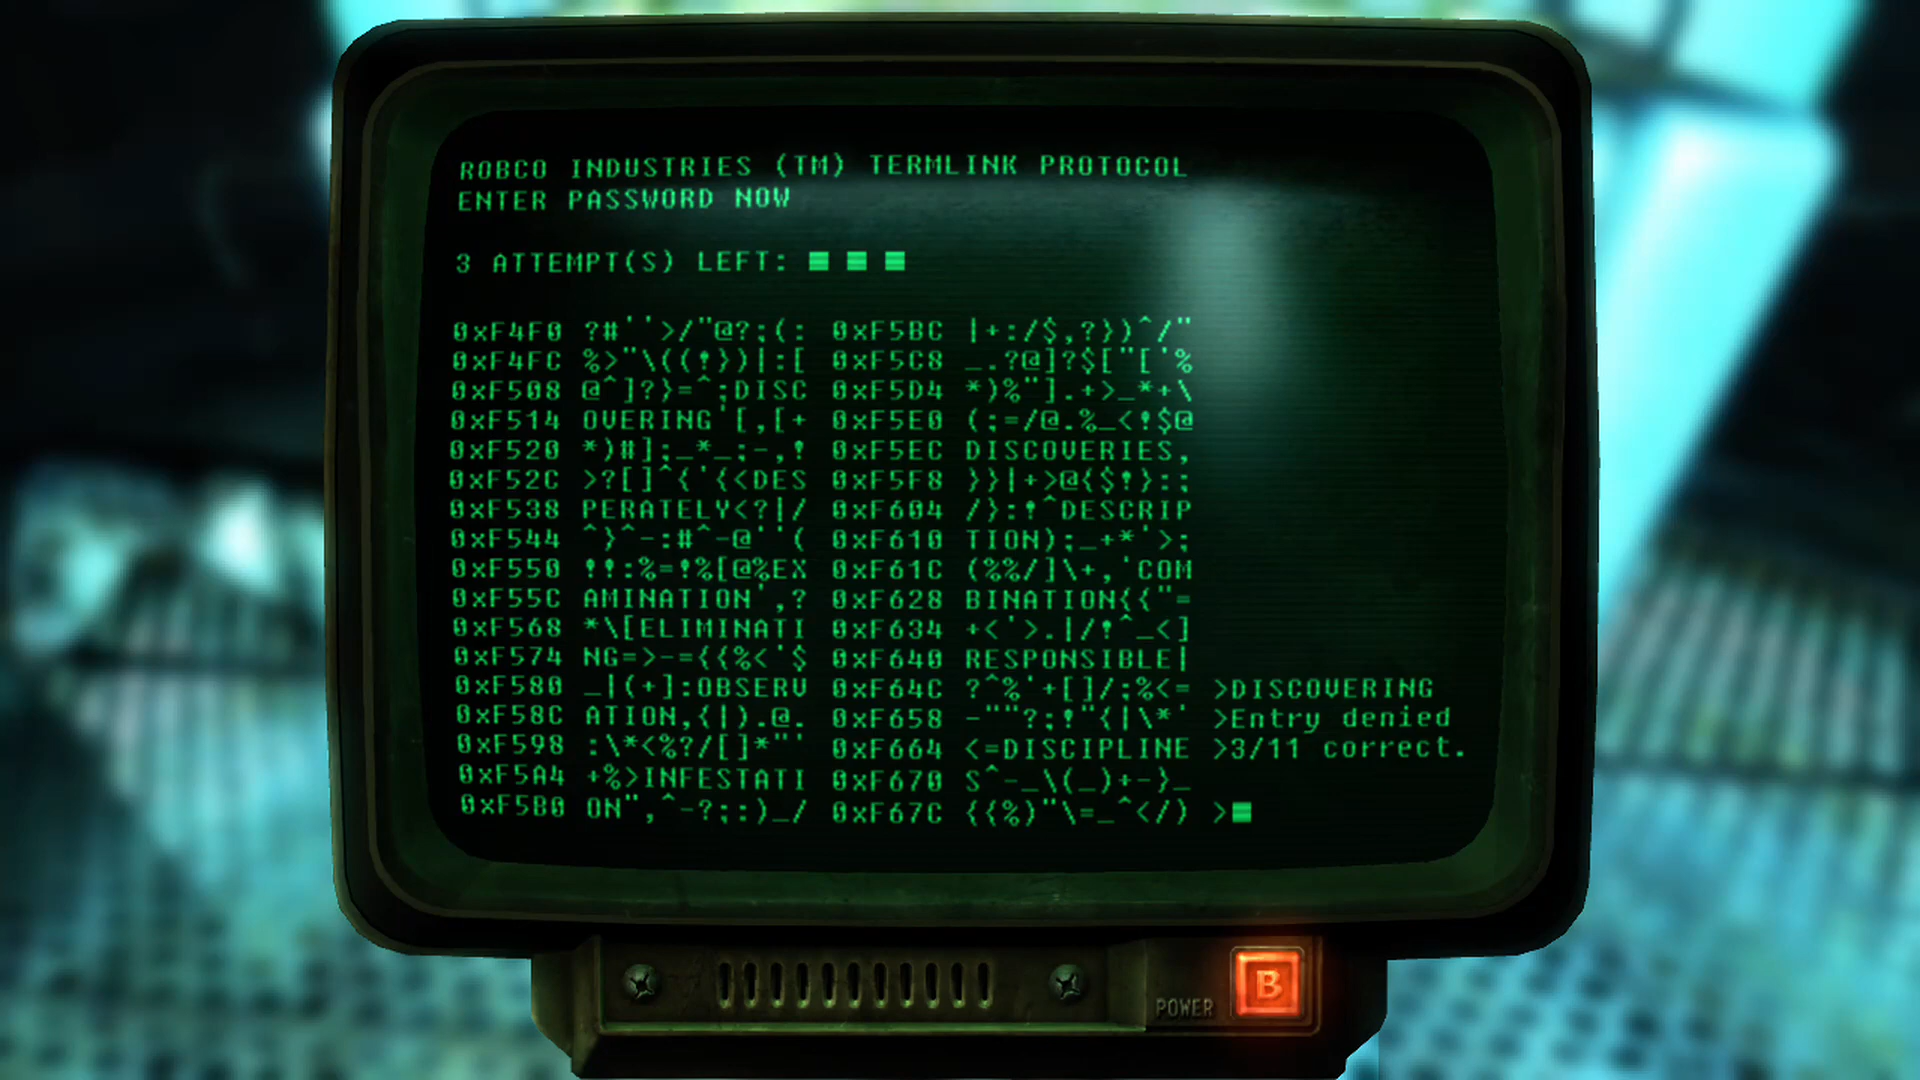 ROBCO INDUSTRIES (TM) TERMLINK PROTOCOL
ENTER PASSWORD NOW
3 ATTEMPT(S) LEFT: ■ ■ ■
0xF4F0 ?#''>/"@?;(: 0xF5BC |+:/$,?})^/"
0xF4FC %>"\((!})|:[ 0xF5C8 _.?@]?$["['%
0xF508 @^]?}=^;DISC 0xF5D4 *)%"].+>_*+\
0xF514 OVERING'[,[+ 0xF5E0 (;=/@.%_<!$@
0xF520 *)#];_*_;-,! 0xF5EC DISCOVERIES,
0xF52C >?[]^{'{<DES 0xF5F8 }}|+>@{$!}:;
0xF538 PERATELY<?|/ 0xF604 /}:!^DESCRIP
0xF544 ^}^-:#^-@''( 0xF610 TION);_+*'>;
0xF550 !!:%=!%[@%EX 0xF61C (%%/]\+,'COM
0xF55C AMINATION',? 0xF628 BINATION{{"=
0xF568 *\[ELIMINATI 0xF634 +<'>.|/!^_<]
0xF574 NG=>-={{%<'$ 0xF640 RESPONSIBLE|
0xF580 _|(+]:OBSERV 0xF64C ?^%'+[]/;%<= >DISCOVERING
0xF58C ATION,{|).@. 0xF658 -""?;!"{|\*' >Entry denied
0xF598 :\*<%?/[]*"' 0xF664 <=DISCIPLINE >3/11 correct.
0xF5A4 +%>INFESTATI 0xF670 S^-_\(_)+-}_
0xF5B0 ON",^-?;:)_/ 0xF67C {{%)"\=_^</) >■
POWER
B